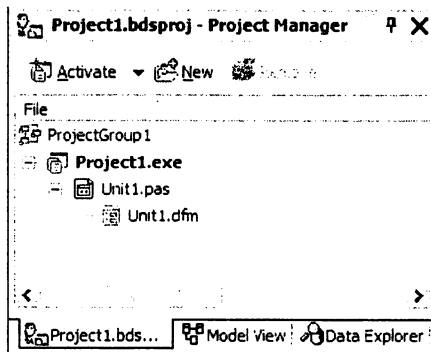 Project1.bdsproj - Project Manager
Activate New
File
ProjectGroup1
Project1.exe
Unit1.pas
Unit1.dfm
Project1.bds... Model View Data Explorer